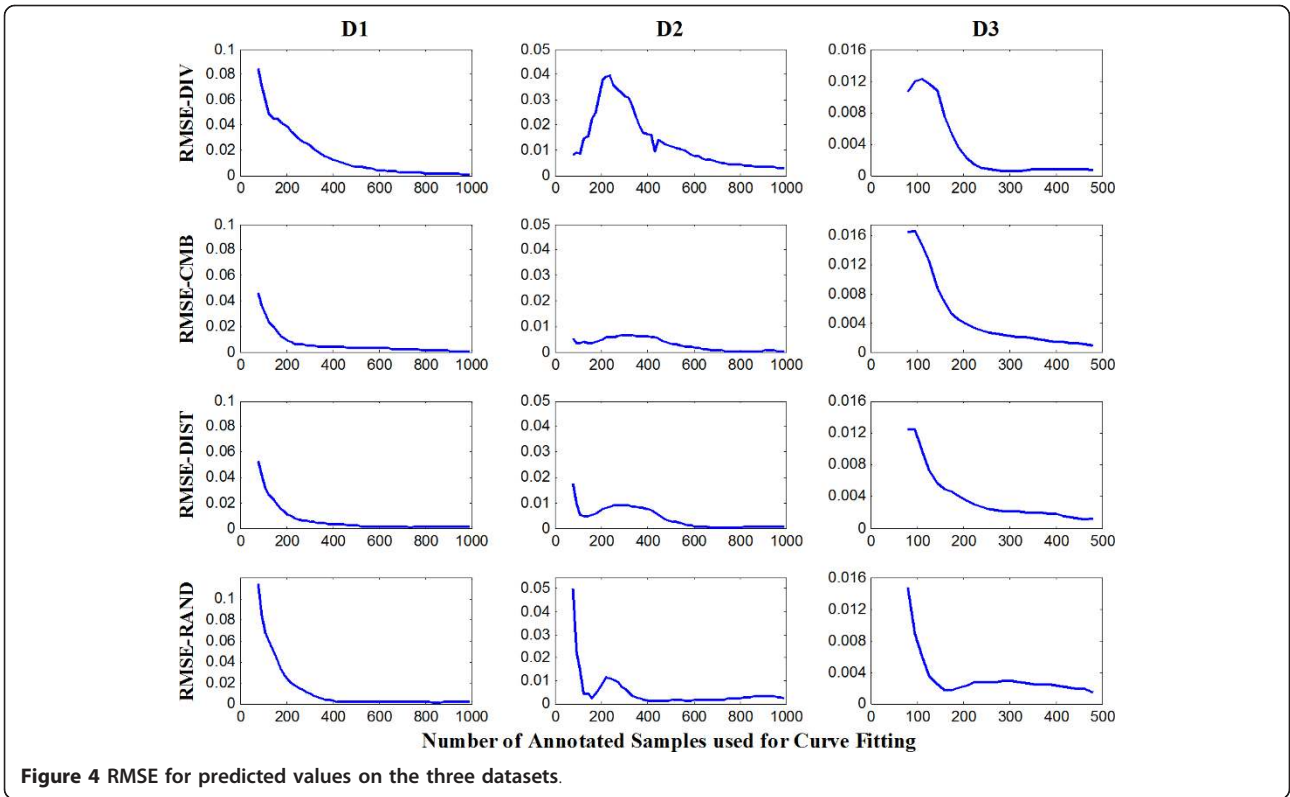 D1 D2 D3
RMSE-DIV
0.1 0.05 0.016
0.08 0.04 0.012
0.06 0.03 0.008
0.04 0.02 0.004
0.02 0.01
0 0 0
0 200 400 600 800 1000 0 200 400 600 800 1000 0 100 200 300 400 500
RMSE-CMB
0.1 0.05 0.016
0.08 0.04 0.012
0.06 0.03 0.008
0.04 0.02 0.004
0.02 0.01
0 0 0
0 200 400 600 800 1000 0 200 400 600 800 1000 0 100 200 300 400 500
RMSE-DIST
0.1 0.05 0.016
0.08 0.04 0.012
0.06 0.03 0.008
0.04 0.02 0.004
0.02 0.01
0 0 0
0 200 400 600 800 1000 0 200 400 600 800 1000 0 100 200 300 400 500
RMSE-RAND
0.1 0.05 0.016
0.08 0.04 0.012
0.06 0.03 0.008
0.04 0.02 0.004
0.02 0.01
0 0 0
0 200 400 600 800 1000 0 200 400 600 800 1000 0 100 200 300 400 500
Number of Annotated Samples used for Curve Fitting
Figure 4 RMSE for predicted values on the three datasets.